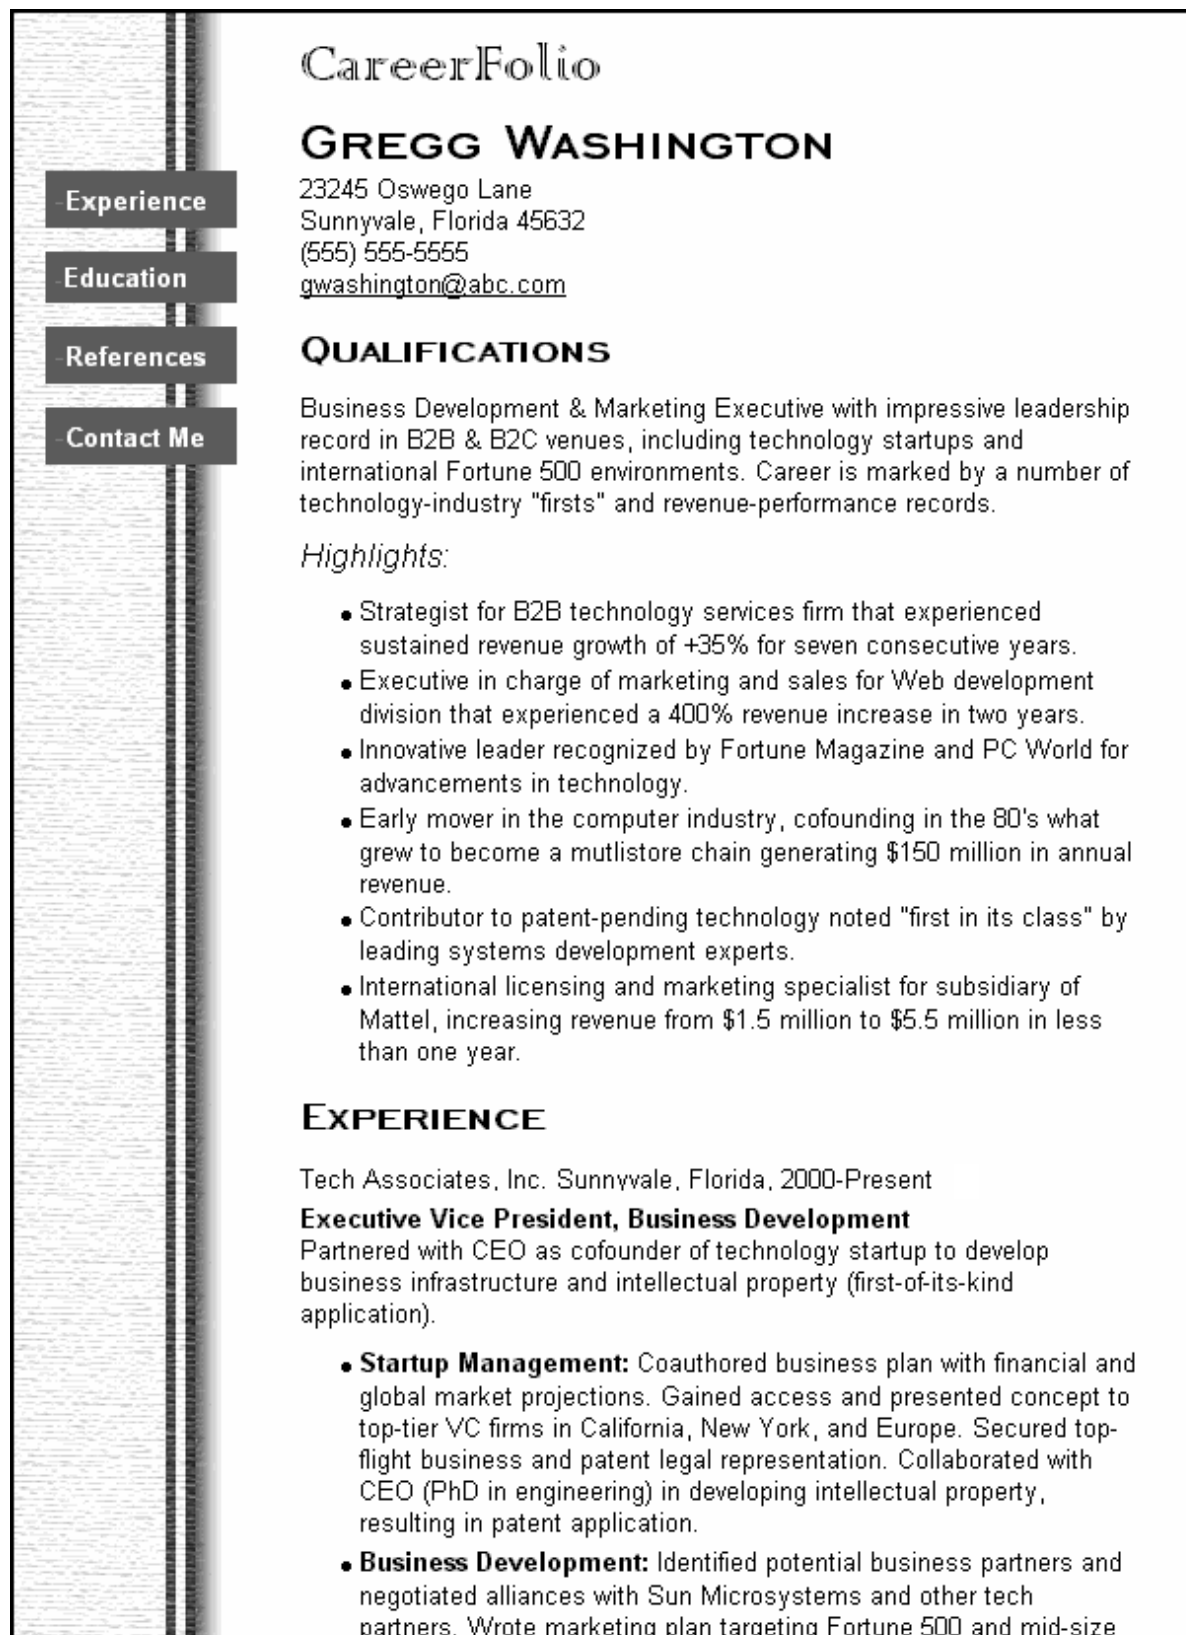 CareerFolio
GREGG WASHINGTON
23245 Oswego Lane
Sunnyvale, Florida 45632
(555) 555-5555
gwashington@abc.com
-Experience
-Education
-References
-Contact Me
QUALIFICATIONS
Business Development & Marketing Executive with impressive leadership
record in B2B & B2C venues, including technology startups and
international Fortune 500 environments. Career is marked by a number of
technology-industry "firsts" and revenue-performance records.
Highlights:
• Strategist for B2B technology services firm that experienced
sustained revenue growth of +35% for seven consecutive years.
• Executive in charge of marketing and sales for Web development
division that experienced a 400% revenue increase in two years.
• Innovative leader recognized by Fortune Magazine and PC World for
advancements in technology.
• Early mover in the computer industry, cofounding in the 80's what
grew to become a mutlistore chain generating $150 million in annual
revenue.
• Contributor to patent-pending technology noted "first in its class" by
leading systems development experts.
• International licensing and marketing specialist for subsidiary of
Mattel, increasing revenue from $1.5 million to $5.5 million in less
than one year.
EXPERIENCE
Tech Associates, Inc. Sunnyvale, Florida, 2000-Present
Executive Vice President, Business Development
Partnered with CEO as cofounder of technology startup to develop
business infrastructure and intellectual property (first-of-its-kind
application).
• Startup Management: Coauthored business plan with financial and
global market projections. Gained access and presented concept to
top-tier VC firms in California, New York, and Europe. Secured top-
flight business and patent legal representation. Collaborated with
CEO (PhD in engineering) in developing intellectual property,
resulting in patent application.
• Business Development: Identified potential business partners and
negotiated alliances with Sun Microsystems and other tech
partners. Wrote marketing plan targeting Fortune 500 and mid-size